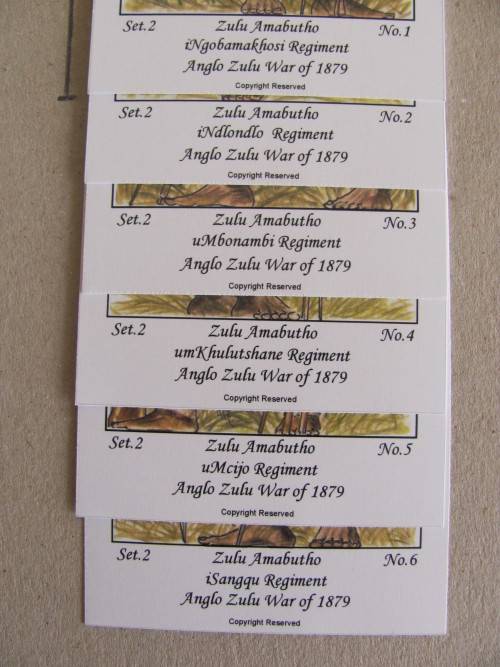 Set.2 Zulu Amabutho No.1
iNgobamakhosi Regiment
Anglo Zulu War of 1879
Copyright Reserved
Set.2 Zulu Amabutho No.2
iNdlondlo Regiment
Anglo Zulu War of 1879
Copyright Reserved
Set.2 Zulu Amabutho No.3
uMbonambi Regiment
Anglo Zulu War of 1879
Copyright Reserved
Set.2 Zulu Amabutho No.4
umKhulutshane Regiment
Anglo Zulu War of 1879
Copyright Reserved
Set.2 Zulu Amabutho No.5
uMcijo Regiment
Anglo Zulu War of 1879
Copyright Reserved
Set.2 Zulu Amabutho No.6
iSangqu Regiment
Anglo Zulu War of 1879
Copyright Reserved